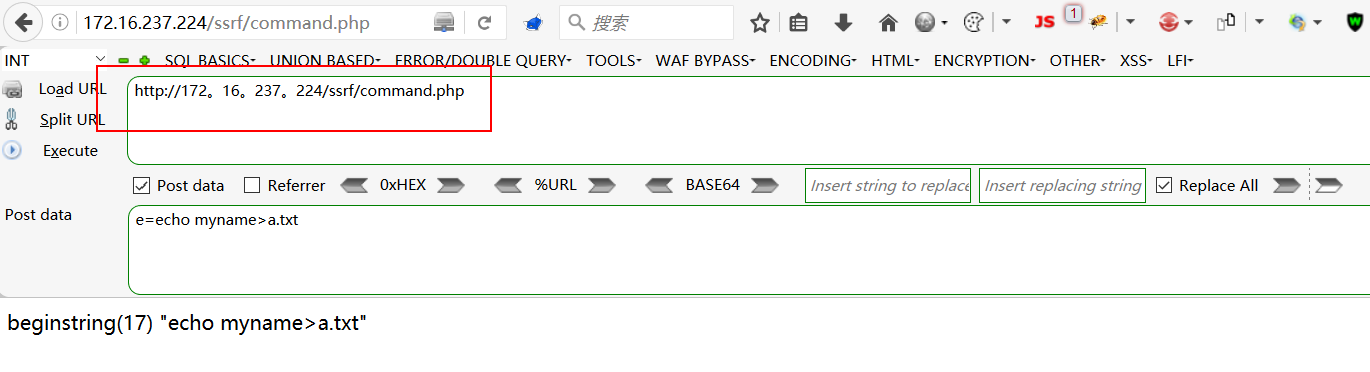 172.16.237.224/ssrf/command.php 搜索 JS 1 W
INT SQL BASICS UNION BASED ERROR/DOUBLE QUERY TOOLS WAF BYPASS ENCODING HTML ENCRYPTION OTHER XSS LFI
Load URL http://172。16。237。224/ssrf/command.php
Split URL
Execute
Post data Referrer 0xHEX %URL BASE64 Insert string to replace Insert replacing string Replace All
Post data e=echo myname>a.txt
beginstring(17) "echo myname>a.txt"